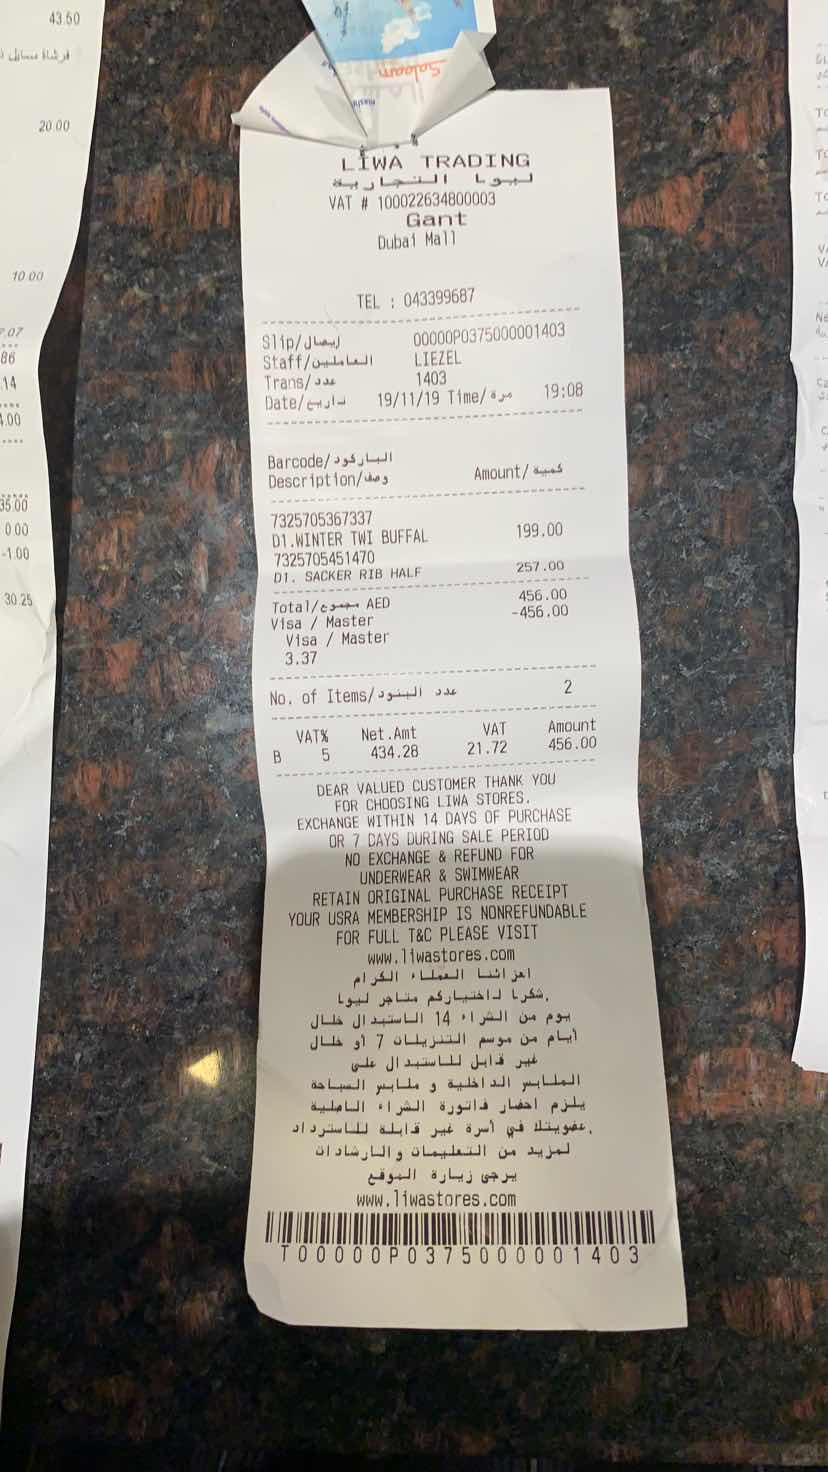 43.50
20.00
10.00
7.07
86
.14
4.00
35.00
0.00
-1.00
30.25
Salaam
LIWA TRADING
ليوا التجارية
VAT # 100022634800003
Gant
Dubai Mall
TEL : 043399687
Slip/إيصال 00000P0375000001403
Staff/العاملين LIEZEL
Trans/عدد 1403
Date/تاريخ 19/11/19 Time/مرة 19:08
Barcode/الباركود
Description/وصف Amount/كمية
7325705367337
D1.WINTER TWI BUFFAL 199.00
7325705451470
D1. SACKER RIB HALF 257.00
Total/مجموع AED 456.00
Visa / Master -456.00
Visa / Master
3.37
No. of Items/عدد البنود 2
VAT% Net.Amt VAT Amount
B 5 434.28 21.72 456.00
DEAR VALUED CUSTOMER THANK YOU
FOR CHOOSING LIWA STORES.
EXCHANGE WITHIN 14 DAYS OF PURCHASE
OR 7 DAYS DURING SALE PERIOD
NO EXCHANGE & REFUND FOR
UNDERWEAR & SWIMWEAR
RETAIN ORIGINAL PURCHASE RECEIPT
YOUR USRA MEMBERSHIP IS NONREFUNDABLE
FOR FULL T&C PLEASE VISIT
www.liwastores.com
اعزائنا العملاء الكرام
شكرا لاختياركم متاجر ليوا.
يوم من الشراء 14 الاستبدال خلال
أيام من موسم التنزيلات 7 أو خلال
غير قابل للاستبدال على
الملابس الداخلية و ملابس السباحة
يلزم احضار فاتورة الشراء الاصلية
عضويتك في أسرة غير قابلة للاسترداد.
لمزيد من التعليمات والارشادات
يرجى زيارة الموقع
www.liwastores.com
T00000P0375000001403